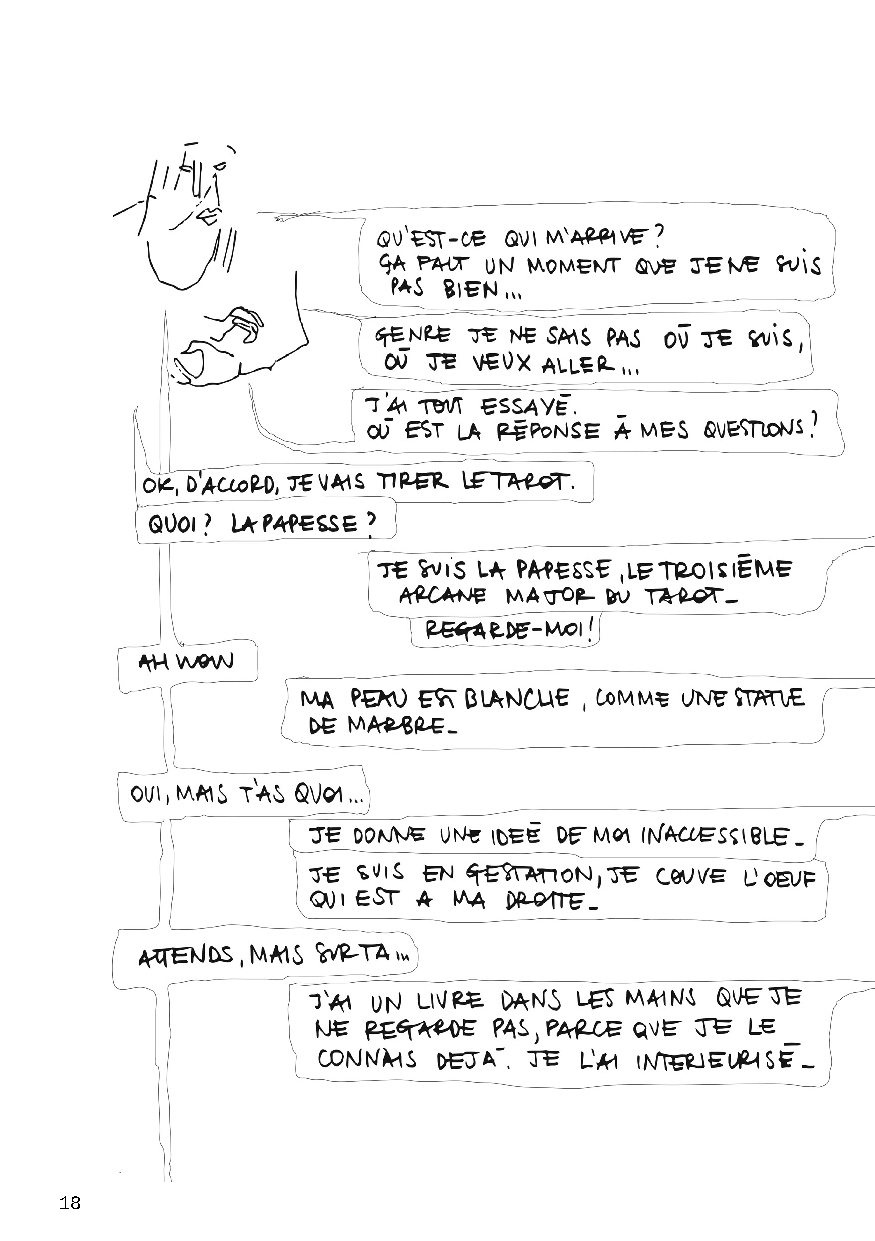 QU'EST-CE QUI M'ARRIVE?
ÇA FAIT UN MOMENT QUE JE NE SUIS
PAS BIEN...
GENRE JE NE SAIS PAS OÙ JE SUIS,
OÙ JE VEUX ALLER...
J'AI TOUT ESSAYÉ.
OÙ EST LA RÉPONSE À MES QUESTIONS?
OK, D'ACCORD, JE VAIS TIRER LE TAROT.
QUOI? LA PAPESSE?
JE SUIS LA PAPESSE, LE TROISIÈME
ARCANE MAJOR DU TAROT_
REGARDE-MOI!
AH WOW
MA PEAU EST BLANCHE, COMME UNE STATUE
DE MARBRE_
OUI, MAIS T'AS QUOI...
JE DONNE UNE IDEÉ DE MOI INACCESSIBLE_
JE SUIS EN GESTATION, JE COUVE L'OEUF
QUI EST A MA DROITE_
ATTENDS, MAIS SUR TA...
J'AI UN LIVRE DANS LES MAINS QUE JE
NE REGARDE PAS, PARCE QUE JE LE
CONNAIS DEJÀ. JE L'AI INTERIEURISÉ_
18